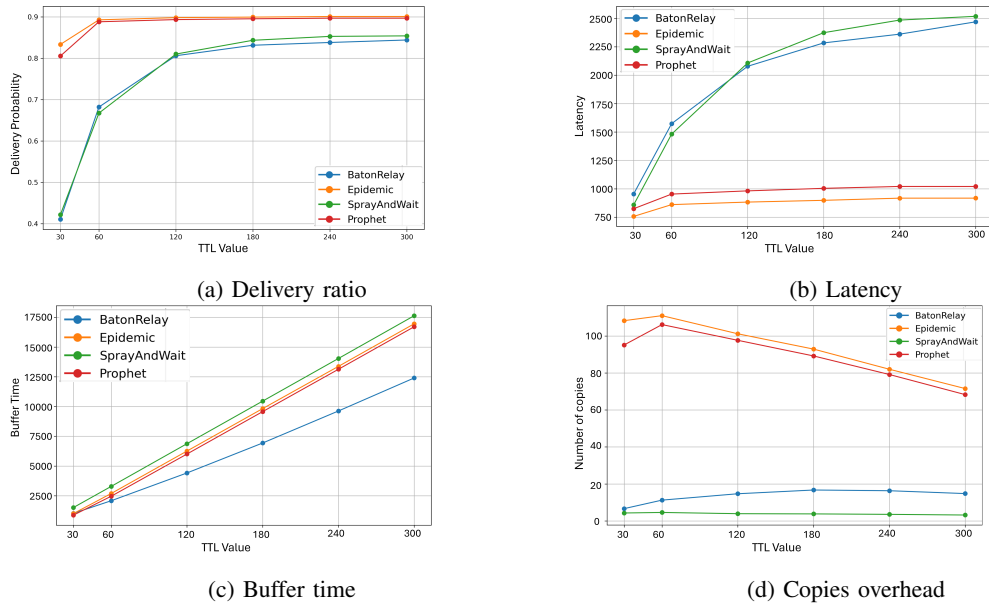 0.9
0.8
0.7
0.6
0.5
0.4
Delivery Probability
BatonRelay
Epidemic
SprayAndWait
Prophet
30 60 120 180 240 300
TTL Value
(a) Delivery ratio
2500
2250
2000
1750
1500
1250
1000
750
Latency
BatonRelay
Epidemic
SprayAndWait
Prophet
30 60 120 180 240 300
TTL Value
(b) Latency
17500
15000
12500
10000
7500
5000
2500
Buffer Time
BatonRelay
Epidemic
SprayAndWait
Prophet
30 60 120 180 240 300
TTL Value
(c) Buffer time
100
80
60
40
20
0
Number of copies
BatonRelay
Epidemic
SprayAndWait
Prophet
30 60 120 180 240 300
TTL Value
(d) Copies overhead